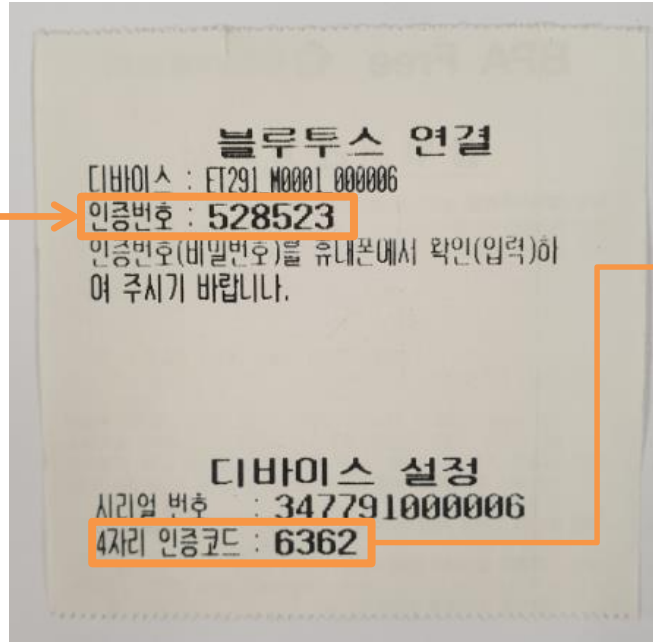 블루투스 연결
디바이스 : ET291_M0001_000006
인증번호 : 528523
인증번호(비밀번호)를 휴대폰에서 확인(입력)하
여 주시기 바랍니다.
디바이스 설정
시리얼 번호 : 347791000006
4자리 인증코드 : 6362